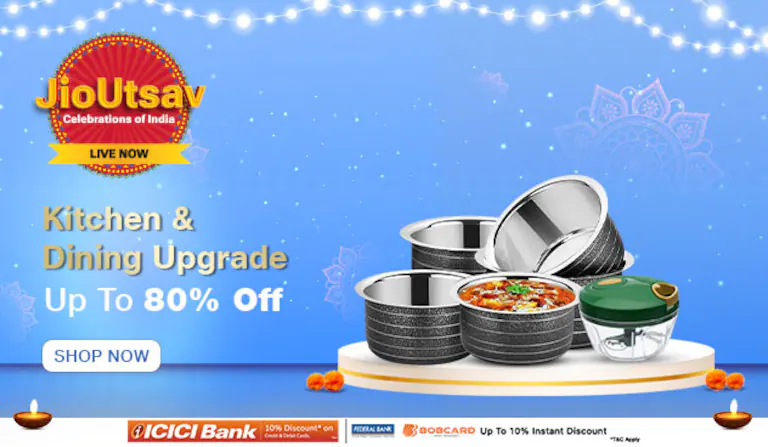 JioUtsav
Celebrations of India
LIVE NOW
Kitchen &
Dining Upgrade
Up To 80% Off
SHOP NOW
ICICI Bank
10% Discount* on
Credit & Debit Cards.
FEDERAL BANK
BOBCARD
Up To 10% Instant Discount
*T&C Apply